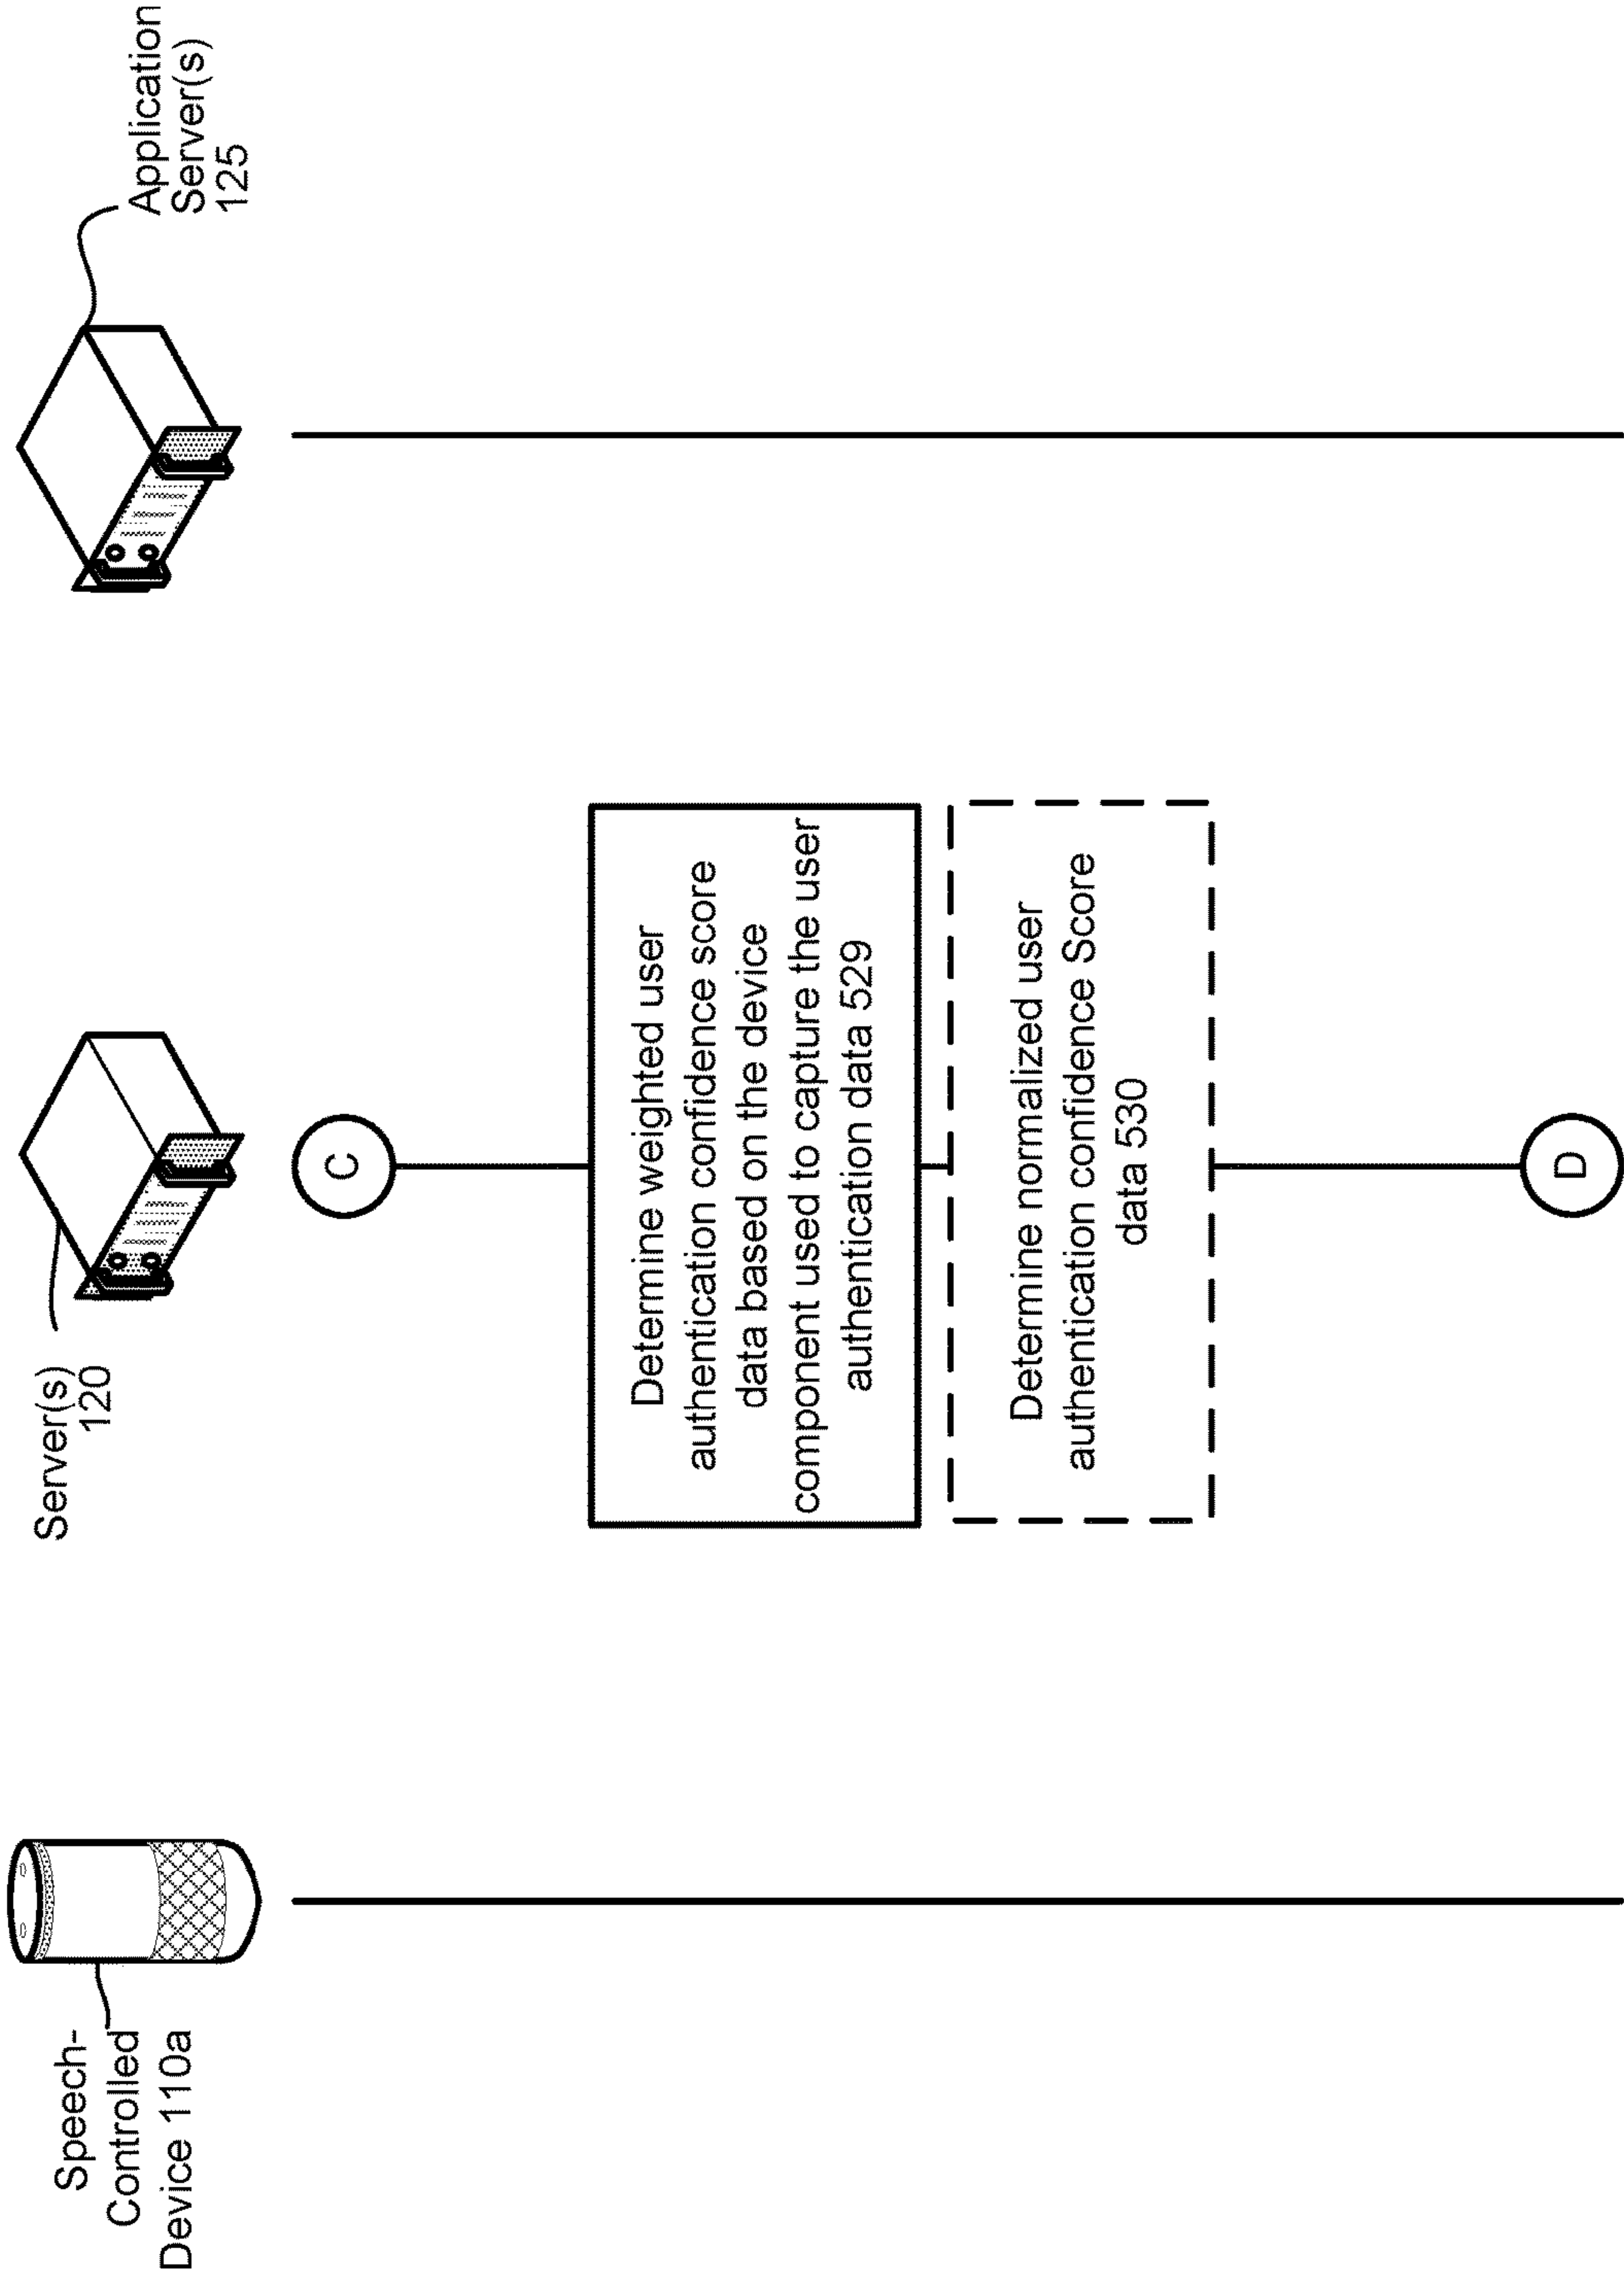 Speech-
Controlled
Device 110a
Server(s)
120
Application
Server(s)
125
C
Determine weighted user
authentication confidence score
data based on the device
component used to capture the user
authentication data 529
Determine normalized user
authentication confidence Score
data 530
D